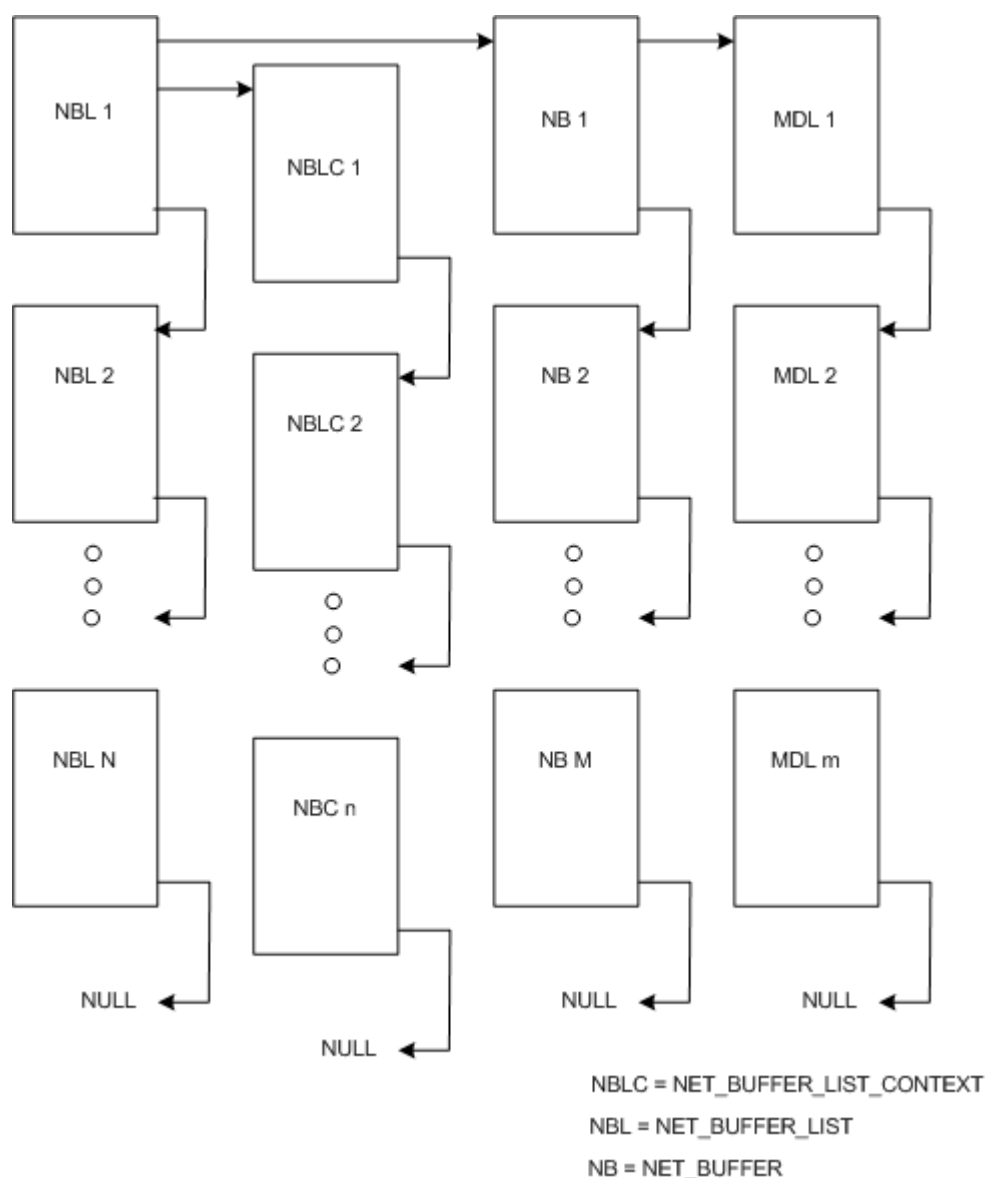 NBL 1
NBLC 1
NB 1
MDL 1
NBL 2
NBLC 2
NB 2
MDL 2
NBL N
NBC n
NB M
MDL m
NULL
NULL
NULL
NULL
NBLC = NET_BUFFER_LIST_CONTEXT
NBL = NET_BUFFER_LIST
NB = NET_BUFFER